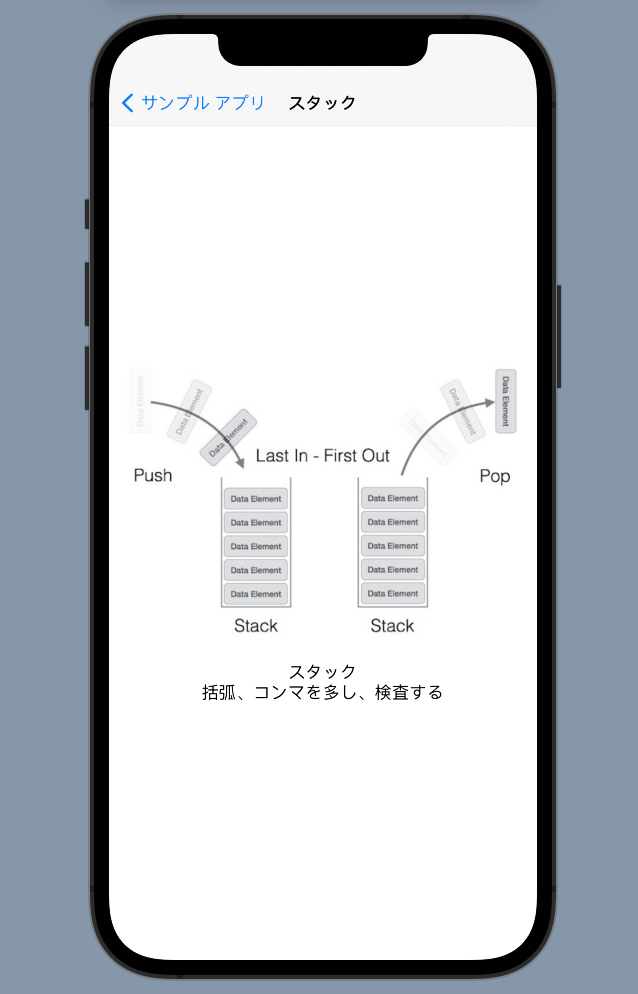 サンプル アプリ スタック
Data Element
Data Element
Data Element
Data Element
Data Element
Data Element
Last In - First Out
Push
Pop
Data Element Data Element
Data Element Data Element
Data Element Data Element
Data Element Data Element
Data Element Data Element
Stack Stack
スタック
括弧、コンマを多し、検査する